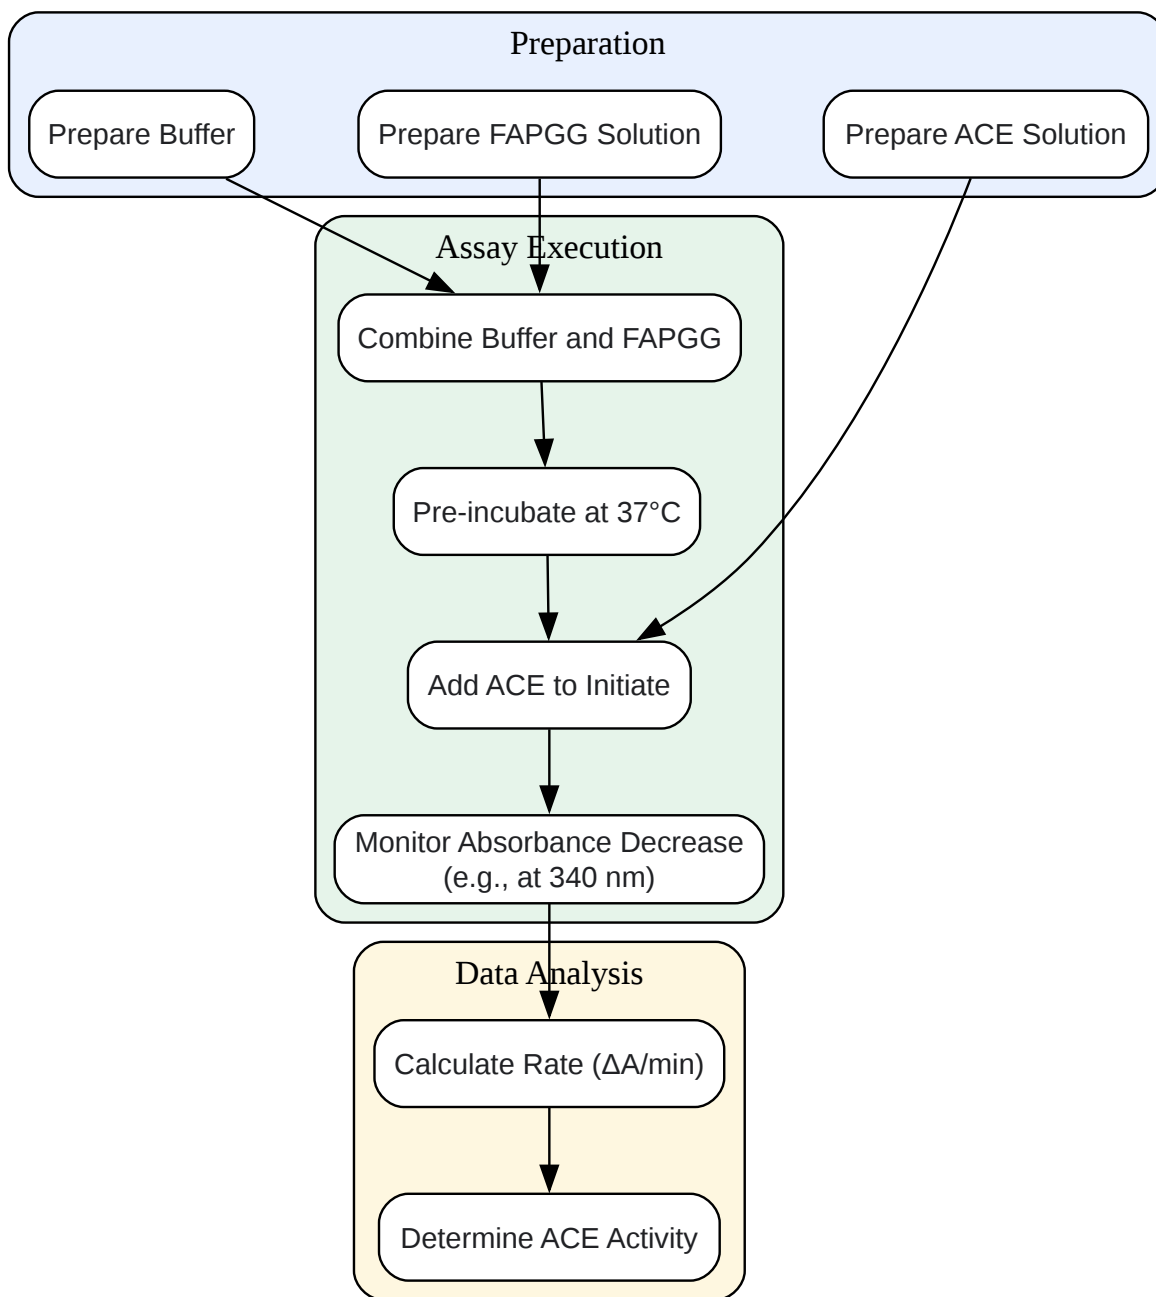 Preparation
Prepare Buffer
Prepare FAPGG Solution
Prepare ACE Solution
Assay Execution
Combine Buffer and FAPGG
Pre-incubate at 37°C
Add ACE to Initiate
Monitor Absorbance Decrease
(e.g., at 340 nm)
Data Analysis
Calculate Rate (ΔA/min)
Determine ACE Activity